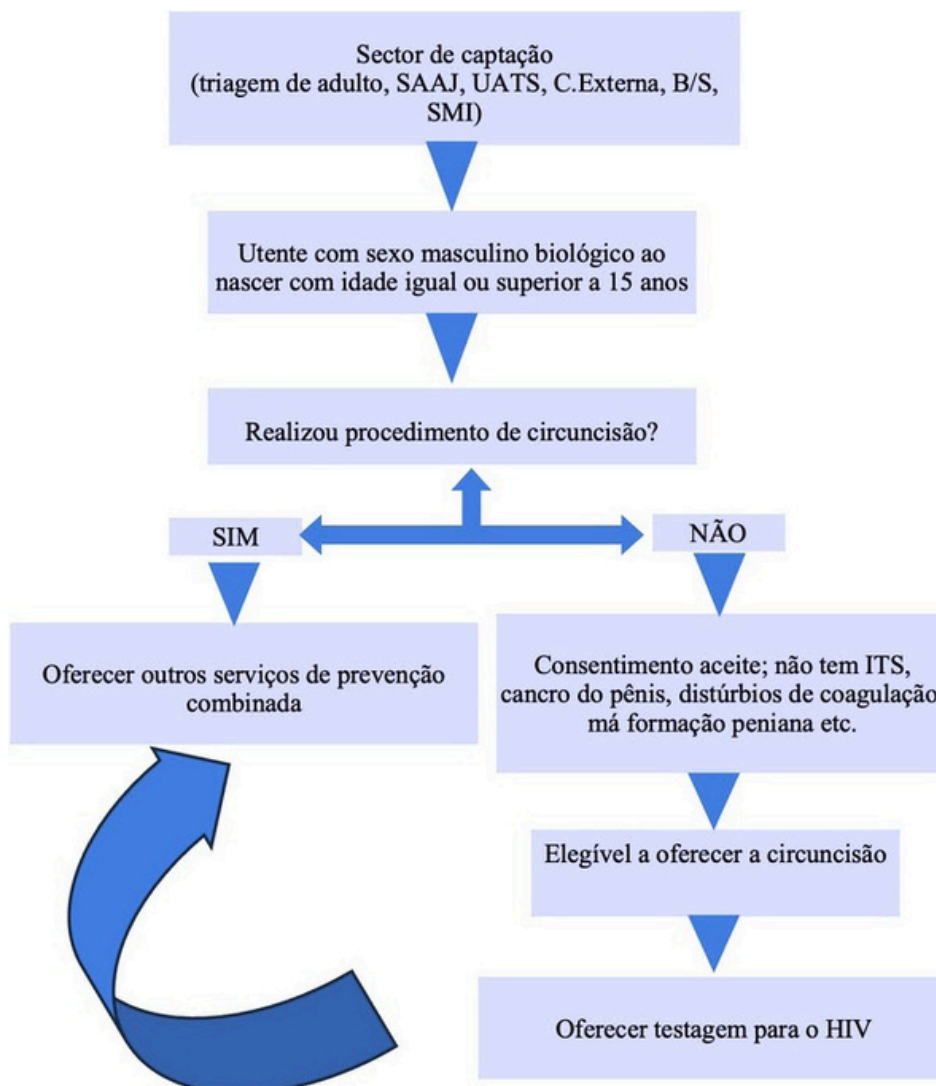 Sector de captação
(triagem de adulto, SAAJ, UATS, C.Externa, B/S,
SMI)
Utente com sexo masculino biológico ao
nascer com idade igual ou superior a 15 anos
Realizou procedimento de circuncisão?
SIM
NÃO
Oferecer outros serviços de prevenção
combinada
Consentimento aceite; não tem ITS,
cancro do pênis, distúrbios de coagulação
má formação peniana etc.
Elegível a oferecer a circuncisão
Oferecer testagem para o HIV